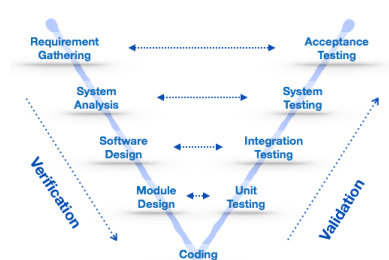 Requirement
Gathering
Acceptance
Testing
System
Analysis
System
Testing
Software
Design
Integration
Testing
Module
Design
Unit
Testing
Verification
Validation
Coding